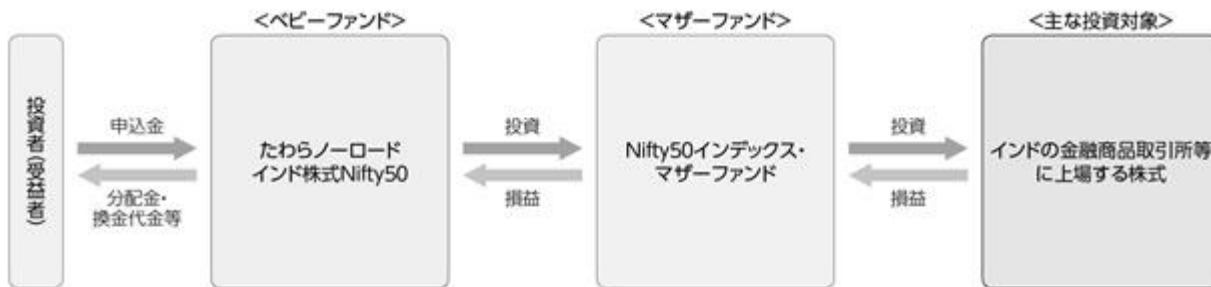 ＜ベビーファンド＞
＜マザーファンド＞
＜主な投資対象＞
投資者（受益者）
申込金
分配金・
換金代金等
たわらノーロード
インド株式Nifty50
投資
損益
Nifty50インデックス・
マザーファンド
投資
損益
インドの金融商品取引所等
に上場する株式